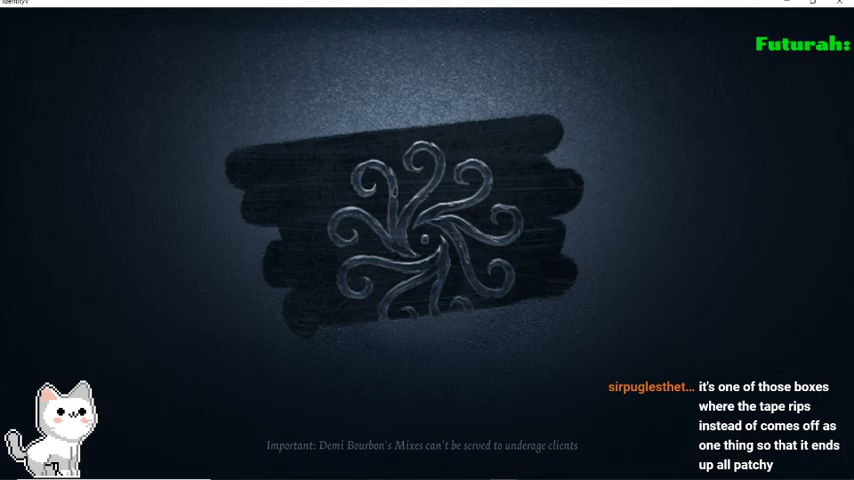 IdentityV
Futurah:
sirpuglesthet... it's one of those boxes
where the tape rips
instead of comes off as
one thing so that it ends
up all patchy
Important: Demi Bourbon's Mixes can't be served to underage clients